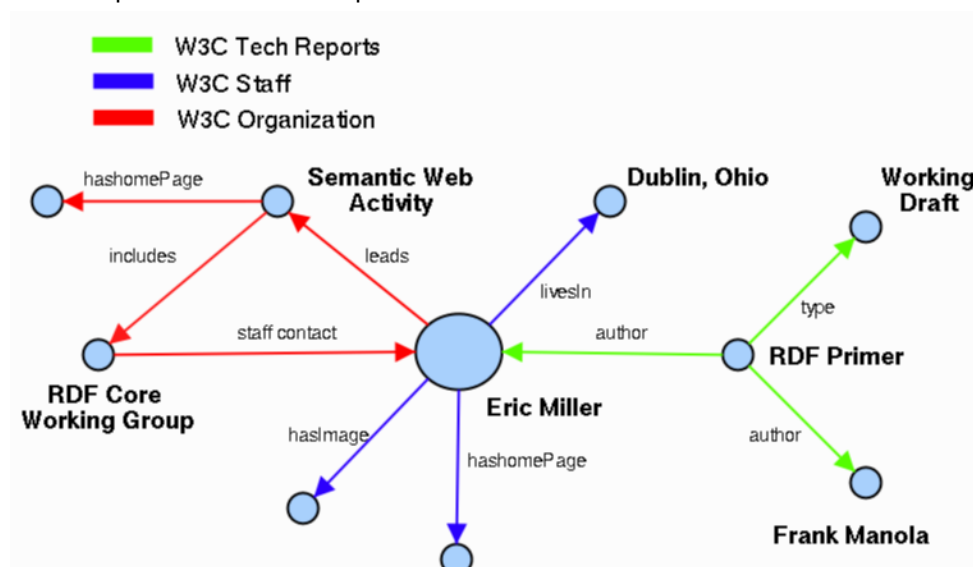 W3C Tech Reports
W3C Staff
W3C Organization
hashomePage
Semantic Web
Activity
Dublin, Ohio
Working
Draft
includes
leads
livesIn
type
staff contact
author
RDF Primer
RDF Core
Working Group
Eric Miller
hasImage
hashomePage
author
Frank Manola